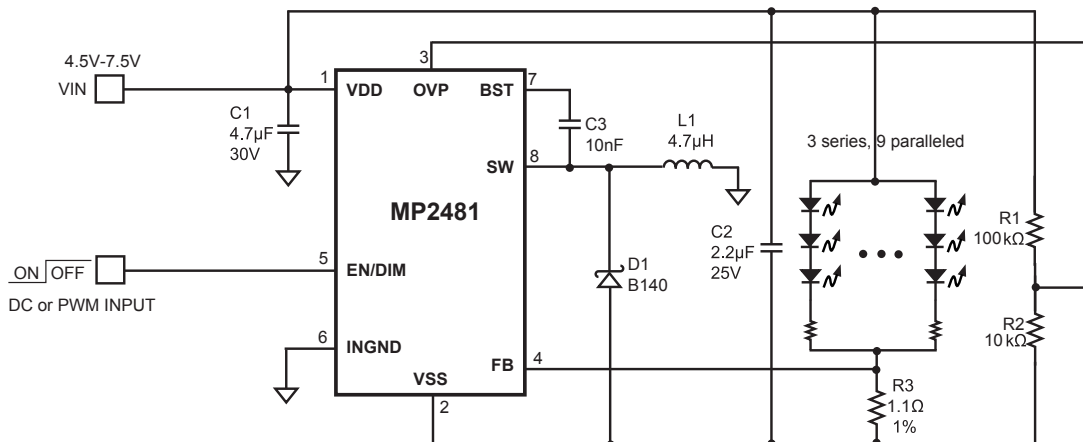 4.5V-7.5V
VIN
1
3
7
VDD
OVP
BST
C1
4.7µF
30V
C3
10nF
L1
4.7µH
8
SW
3 series, 9 paralleled
MP2481
C2
2.2µF
25V
R1
100kΩ
ON OFF
5
EN/DIM
D1
B140
DC or PWM INPUT
6
INGND
R2
10kΩ
VSS
FB
4
2
R3
1.1Ω
1%